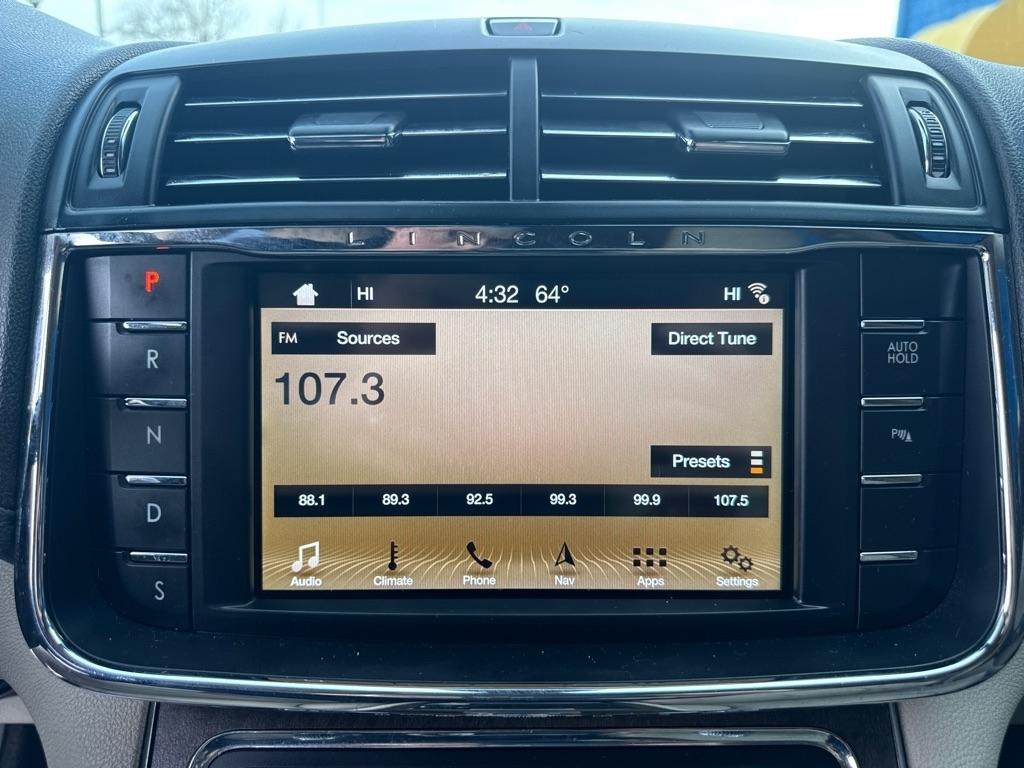 LINCOLN
P
R
N
D
S
HI 4:32 64° HI
FM Sources Direct Tune
107.3
Presets
88.1 89.3 92.5 99.3 99.9 107.5
Audio Climate Phone Nav Apps Settings
AUTO
HOLD
P